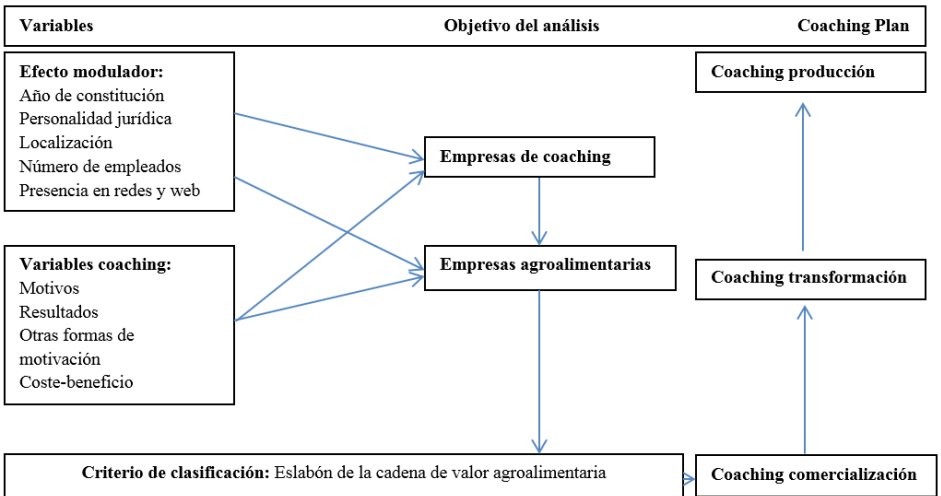 Variables Objetivo del análisis Coaching Plan
Efecto modulador:
Año de constitución
Personalidad jurídica
Localización
Número de empleados
Presencia en redes y web
Coaching producción
Empresas de coaching
Variables coaching:
Motivos
Resultados
Otras formas de
motivación
Coste-beneficio
Empresas agroalimentarias
Coaching transformación
Criterio de clasificación: Eslabón de la cadena de valor agroalimentaria
Coaching comercialización